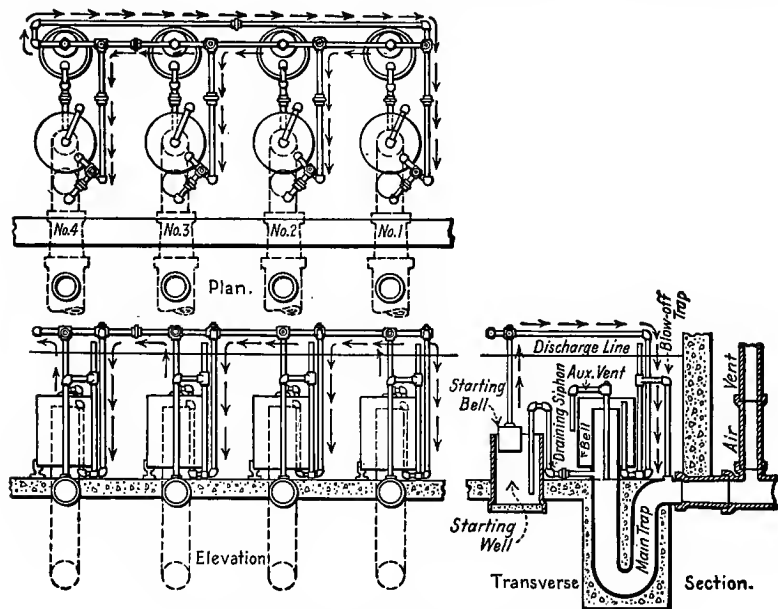 No.4
No.3
No.2
No.1
Plan.
Blow-off Trap
Discharge Line
Aux. Vent
Starting
Bell
Draining Siphon
Bell
Air Vent
Starting
Well
Main Trap
Elevation
Transverse Section.